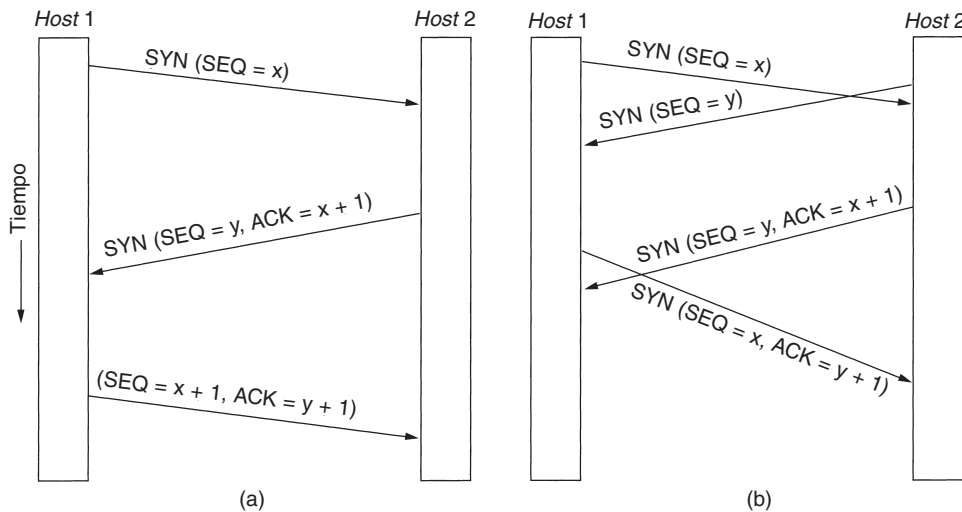 Host 1
Host 2
SYN (SEQ = x)
SYN (SEQ = y, ACK = x + 1)
(SEQ = x + 1, ACK = y + 1)
Tiempo
(a)
Host 1
Host 2
SYN (SEQ = x)
SYN (SEQ = y)
SYN (SEQ = y, ACK = x + 1)
SYN (SEQ = x, ACK = y + 1)
(b)